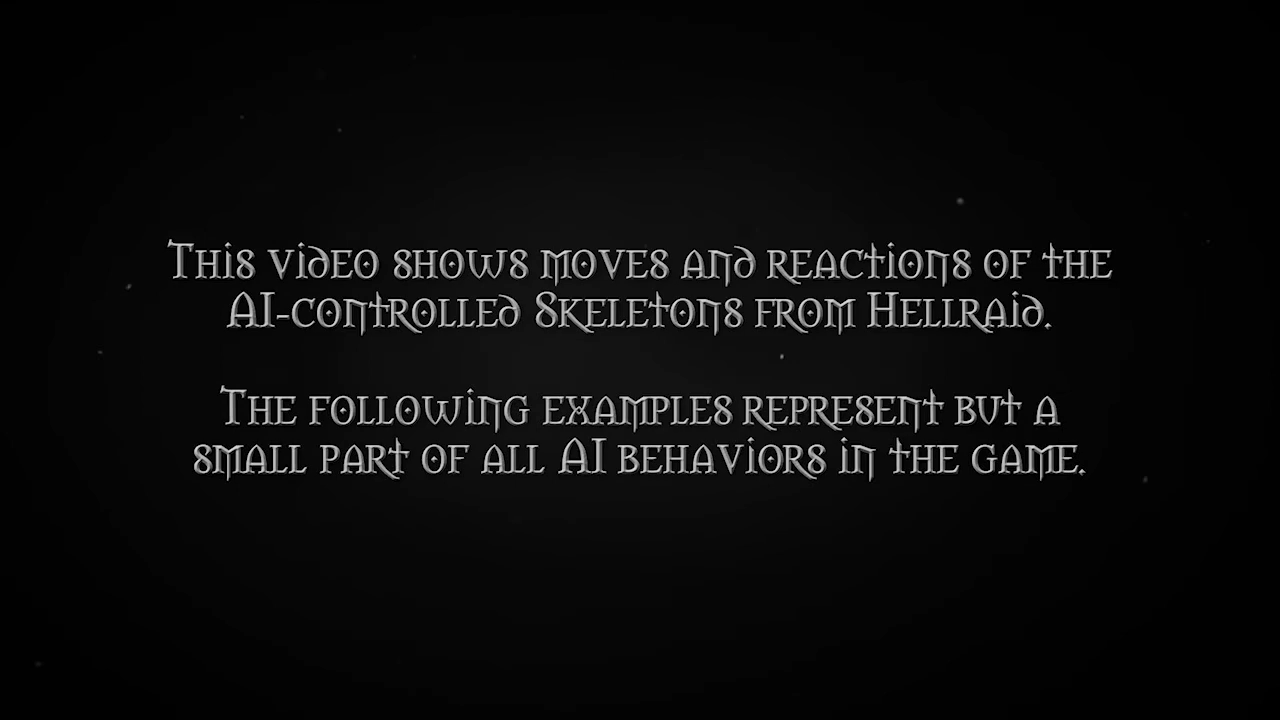 This video shows moves and reactions of the
AI-controlled Skeletons from Hellraid.
The following examples represent but a
small part of all AI behaviors in the game.